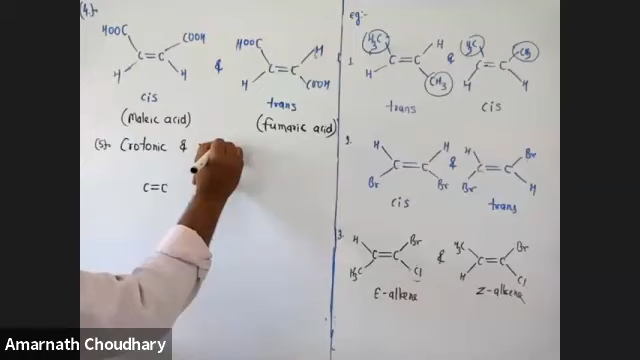 (4.)-
HOOC
COOH
C=C
H
H
cis
(Maleic acid)
&
HOOC
H
C=C
H
COOH
trans
(fumaric acid)
(5)- Crotonic &
C=C
eg:-
1.
H3C
H
C=C
H
CH3
trans
&
H3C
CH3
C=C
H
H
cis
2.
H
H
C=C
Br
Br
cis
&
H
Br
C=C
Br
H
trans
3.
H
Br
C=C
H3C
Cl
E-alkene
&
H3C
Br
C=C
H
Cl
Z-alkene
Amarnath Choudhary